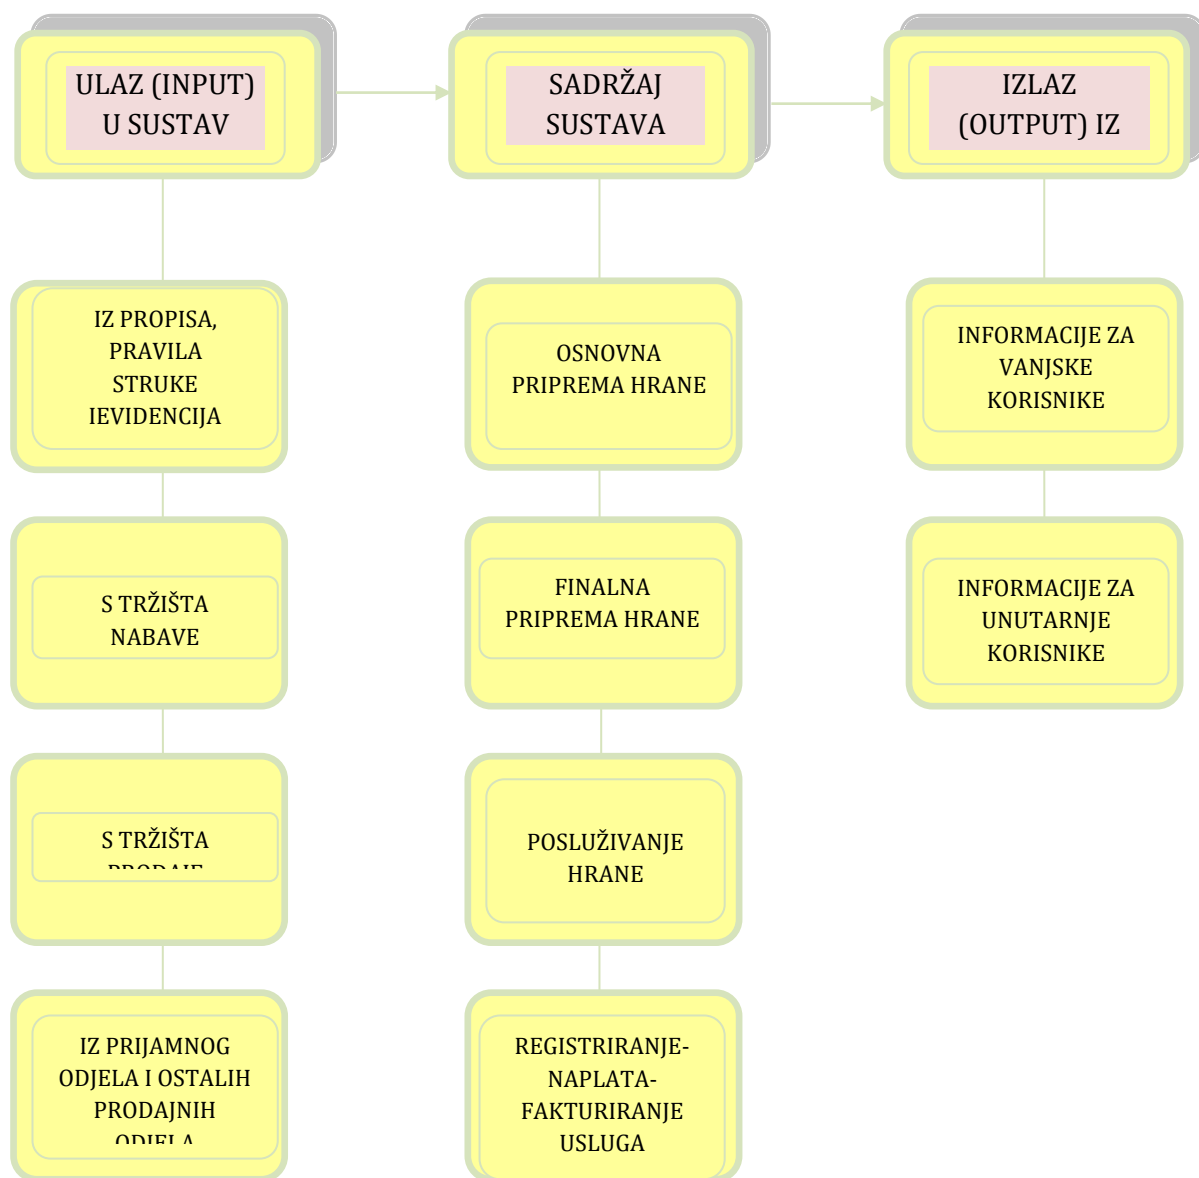 ULAZ (INPUT)
U SUSTAV
SADRŽAJ
SUSTAVA
IZLAZ
(OUTPUT) IZ
IZ PROPISA,
PRAVILA
STRUKE
IEVIDENCIJA
OSNOVNA
PRIPREMA HRANE
INFORMACIJE ZA
VANJSKE
KORISNIKE
S TRŽIŠTA
NABAVE
FINALNA
PRIPREMA HRANE
INFORMACIJE ZA
UNUTARNJE
KORISNIKE
S TRŽIŠTA
PRODAJE
POSLUŽIVANJE
HRANE
IZ PRIJAMNOG
ODJELA I OSTALIH
PRODAJNIH
ODJELA
REGISTRIRANJE-
NAPLATA-
FAKTURIRANJE
USLUGA